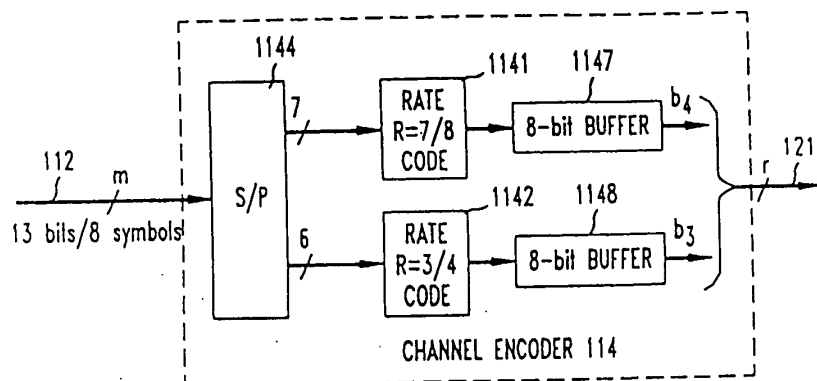 1144
1141
1147
7
RATE
R=7/8
CODE
8-bit BUFFER
b4
112
m
13 bits/8 symbols
S/P
r
121
1142
1148
6
RATE
R=3/4
CODE
8-bit BUFFER
b3
CHANNEL ENCODER 114